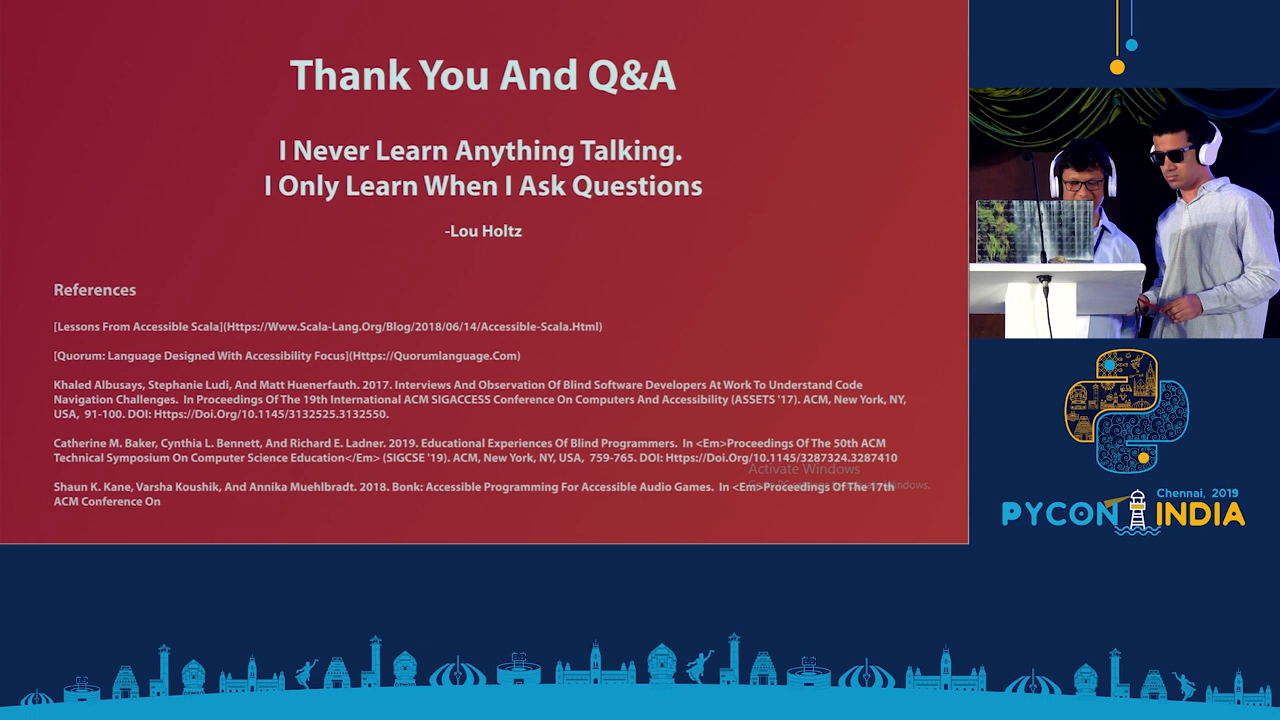 Thank You And Q&A
I Never Learn Anything Talking.
I Only Learn When I Ask Questions
-Lou Holtz
References
[Lessons From Accessible Scala](Https://Www.Scala-Lang.Org/Blog/2018/06/14/Accessible-Scala.Html)
[Quorum: Language Designed With Accessibility Focus](Https://Quorumlanguage.Com)
Khaled Albusays, Stephanie Ludi, And Matt Huenerfauth. 2017. Interviews And Observation Of Blind Software Developers At Work To Understand Code
Navigation Challenges. In Proceedings Of The 19th International ACM SIGACCESS Conference On Computers And Accessibility (ASSETS '17). ACM, New York, NY,
USA, 91-100. DOI: Https://Doi.Org/10.1145/3132525.3132550.
Catherine M. Baker, Cynthia L. Bennett, And Richard E. Ladner. 2019. Educational Experiences Of Blind Programmers. In <Em>Proceedings Of The 50th ACM
Technical Symposium On Computer Science Education</Em> (SIGCSE '19). ACM, New York, NY, USA, 759-765. DOI: Https://Doi.Org/10.1145/3287324.3287410
Activate Windows
Shaun K. Kane, Varsha Koushik, And Annika Muehlbradt. 2018. Bonk: Accessible Programming For Accessible Audio Games. In <Em>Proceedings Of The 17th
ACM Conference On
Windows.
Chennai, 2019
PYCON INDIA